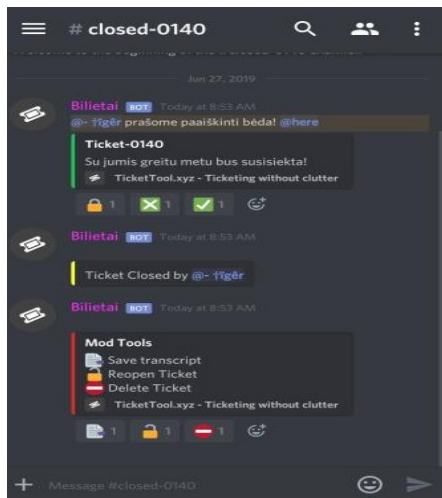 # closed-0140
Jun 27, 2019
Bilietai BOT Today at 8:53 AM
@- †īgêr prašome paaiškinti bėda! @here
Ticket-0140
Su jumis greitu metu bus susisiekta!
TicketTool.xyz - Ticketing without clutter
1 1 1
Bilietai BOT Today at 8:53 AM
Ticket Closed by @- †īgêr
Bilietai BOT Today at 8:53 AM
Mod Tools
Save transcript
Reopen Ticket
Delete Ticket
TicketTool.xyz - Ticketing without clutter
1 1 1
Message #closed-0140